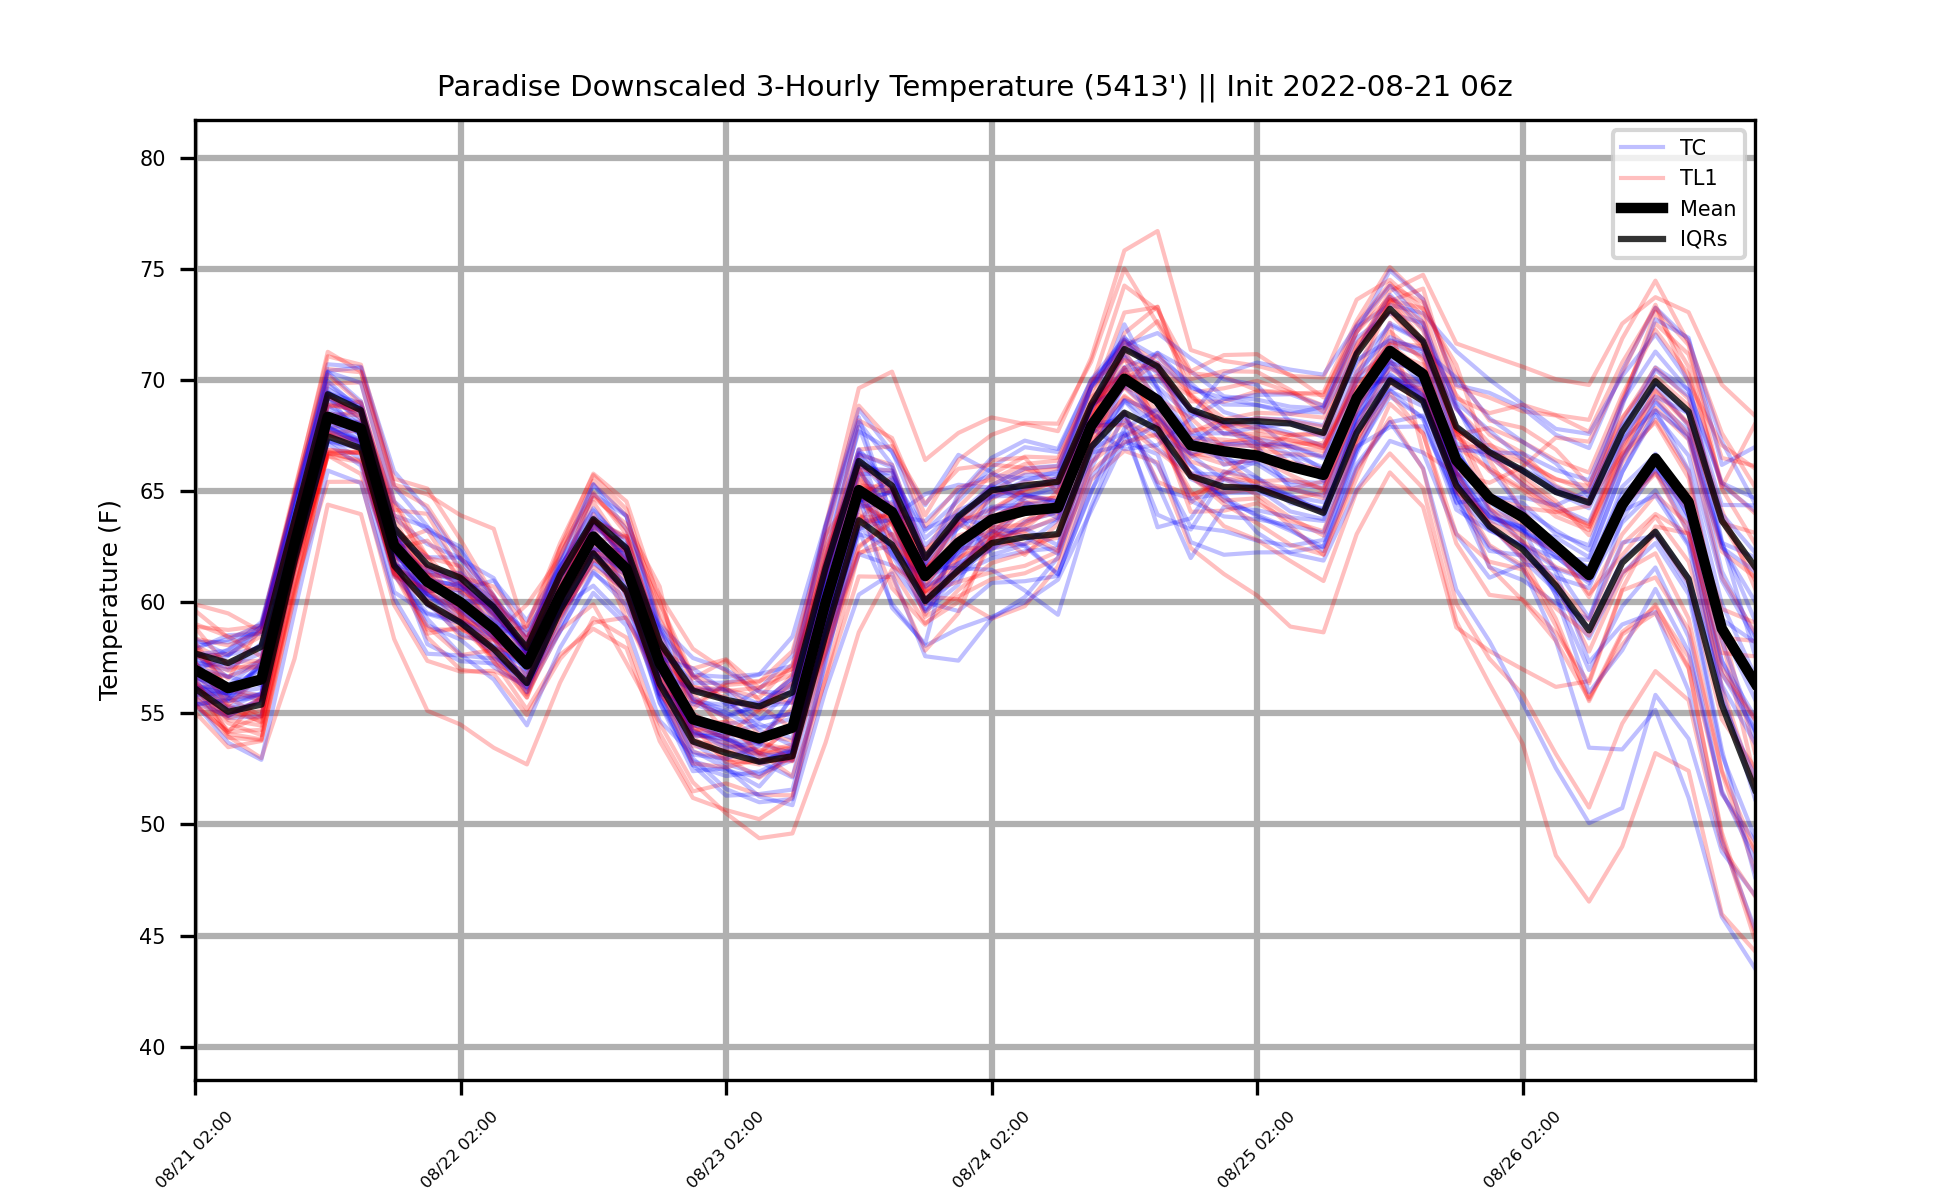 Paradise Downscaled 3-Hourly Temperature (5413') || Init 2022-08-21 06z
TC
TL1
Mean
IQRs
Temperature (F)
80
75
70
65
60
55
50
45
40
08/21 02:00
08/22 02:00
08/23 02:00
08/24 02:00
08/25 02:00
08/26 02:00